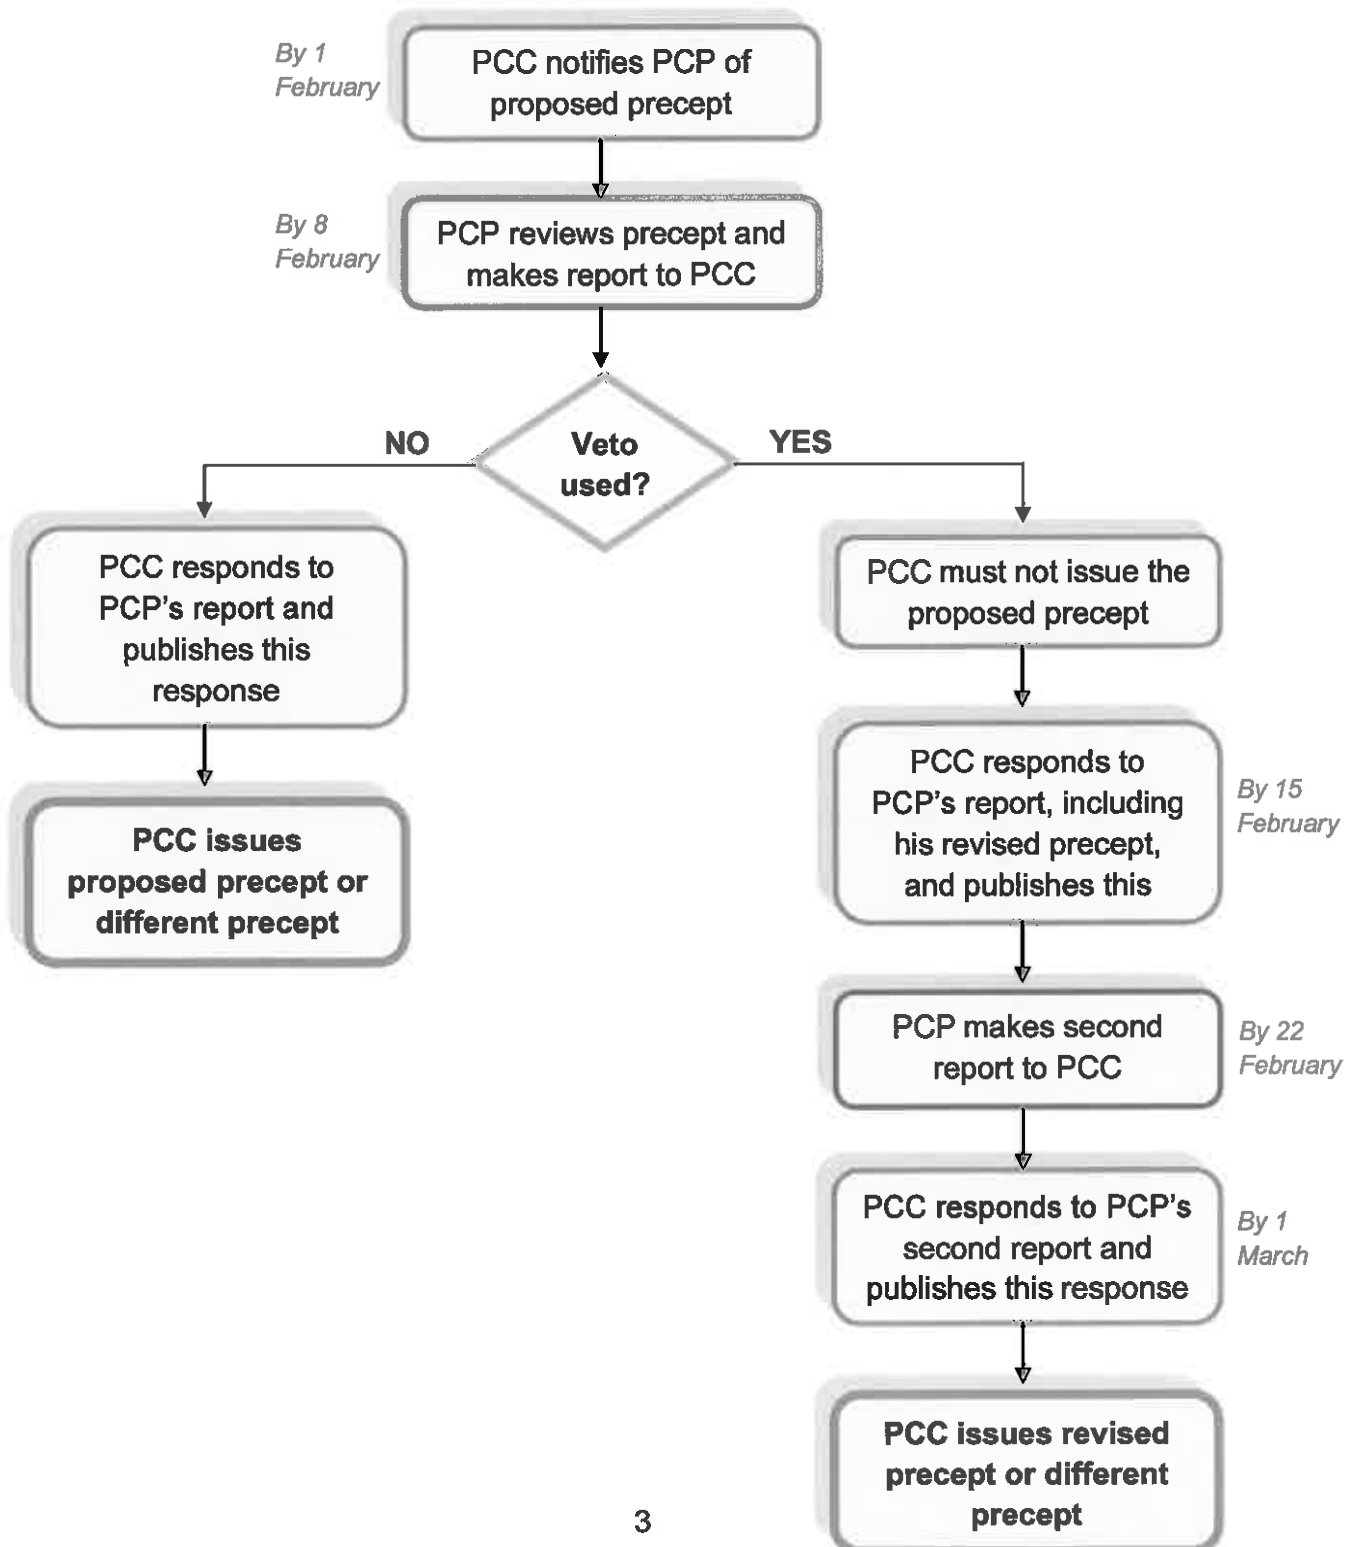 By 1
February
PCC notifies PCP of
proposed precept
By 8
February
PCP reviews precept and
makes report to PCC
Veto
used?
NO
YES
PCC responds to
PCP's report and
publishes this
response
PCC issues
proposed precept or
different precept
PCC must not issue the
proposed precept
PCC responds to
PCP's report, including
his revised precept,
and publishes this
By 15
February
PCP makes second
report to PCC
By 22
February
PCC responds to PCP's
second report and
publishes this response
By 1
March
PCC issues revised
precept or different
precept
3